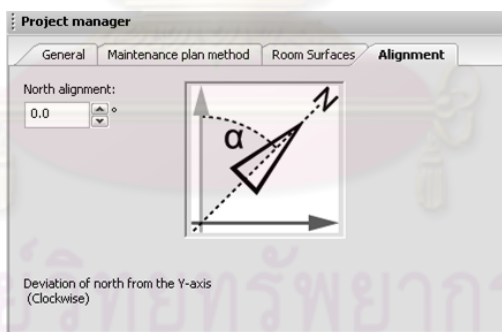 Project manager
General
Maintenance plan method
Room Surfaces
Alignment
North alignment:
0.0
°
α
N
Deviation of north from the Y-axis
(Clockwise)